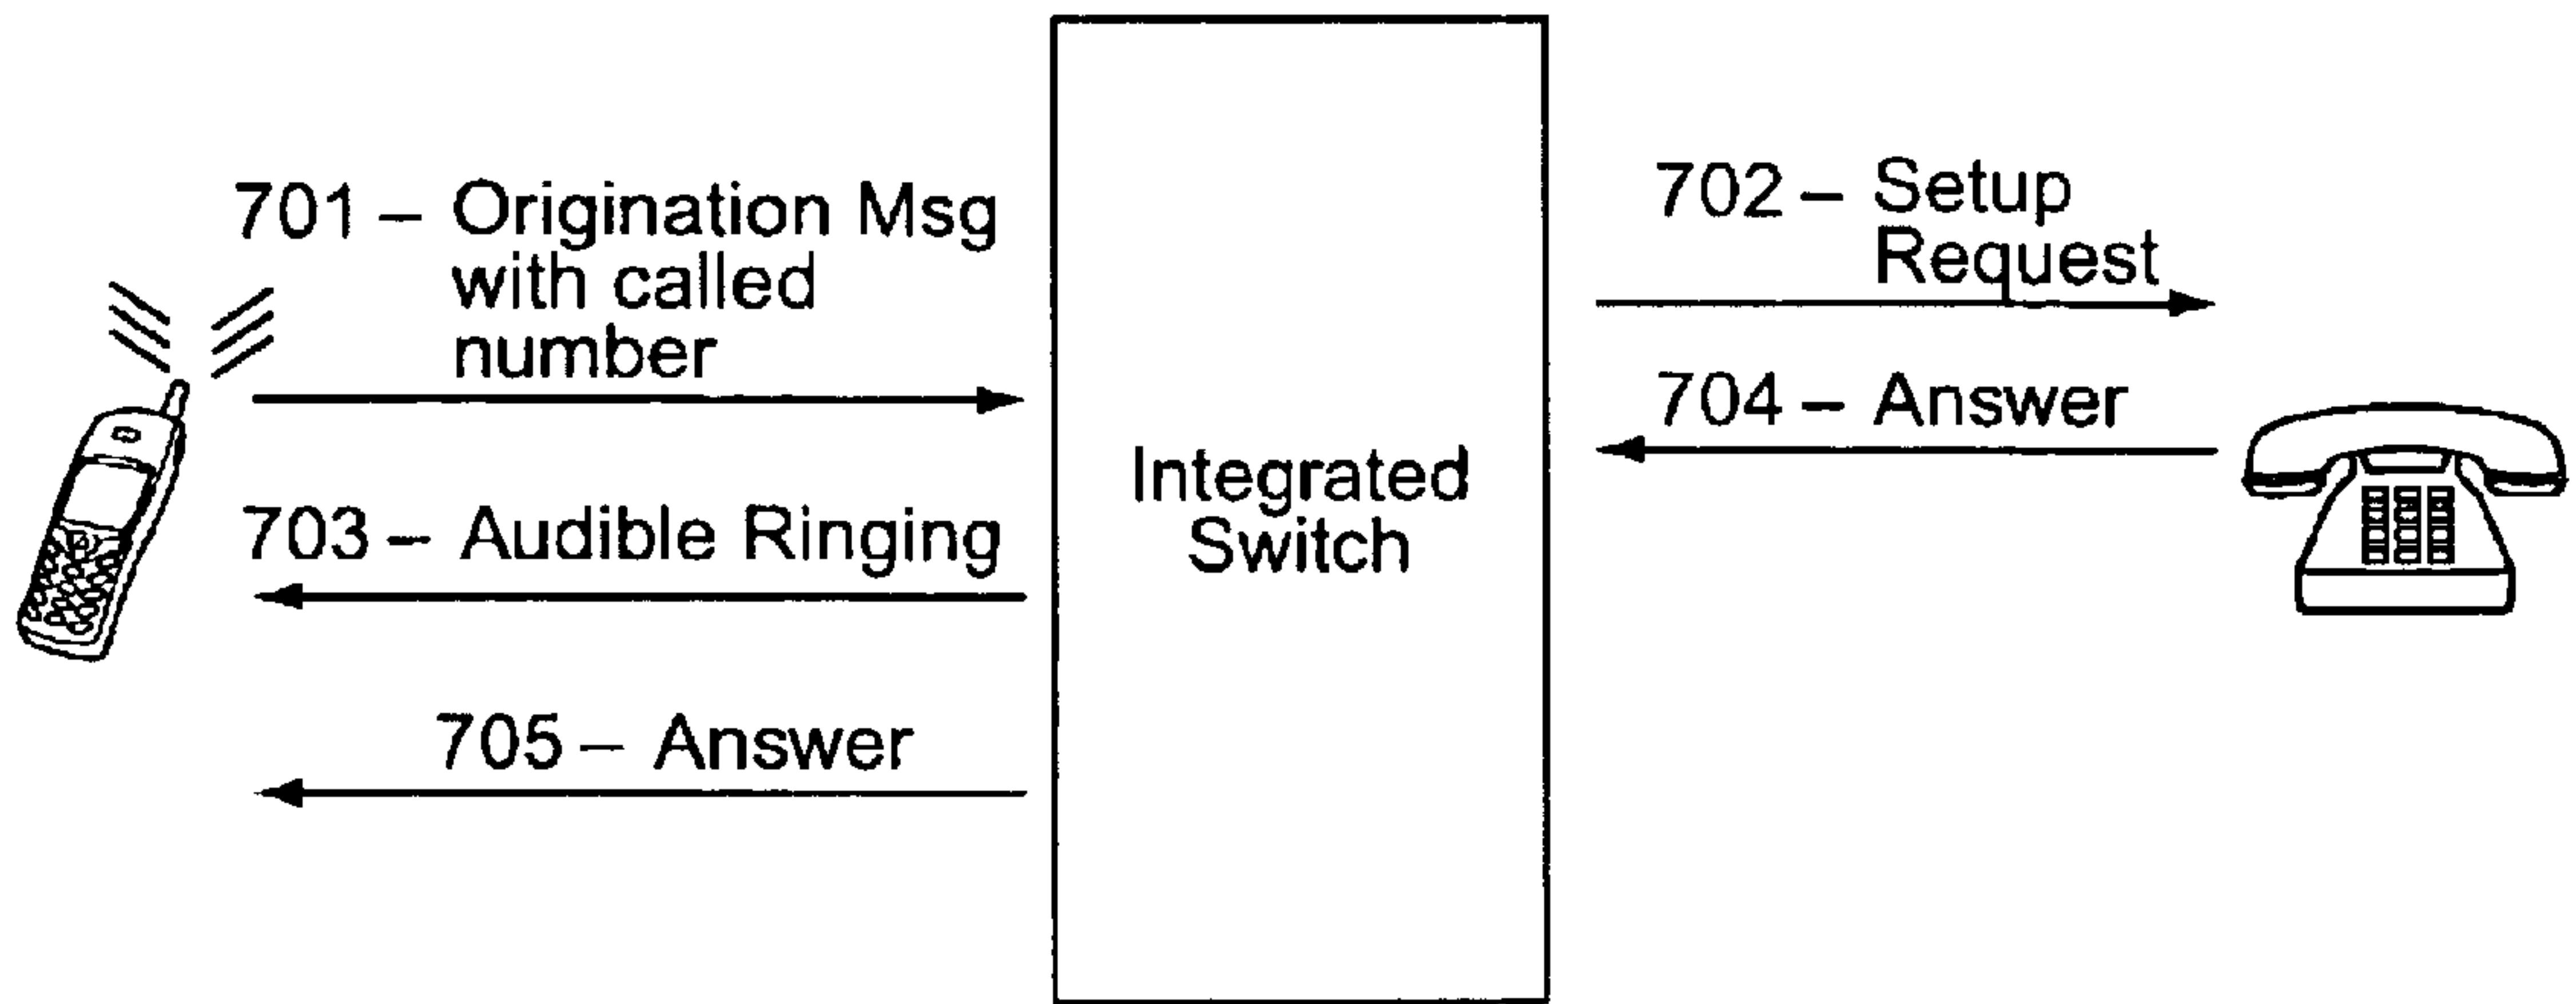 701 – Origination Msg
with called
number
703 – Audible Ringing
705 – Answer
Integrated
Switch
702 – Setup
Request
704 – Answer